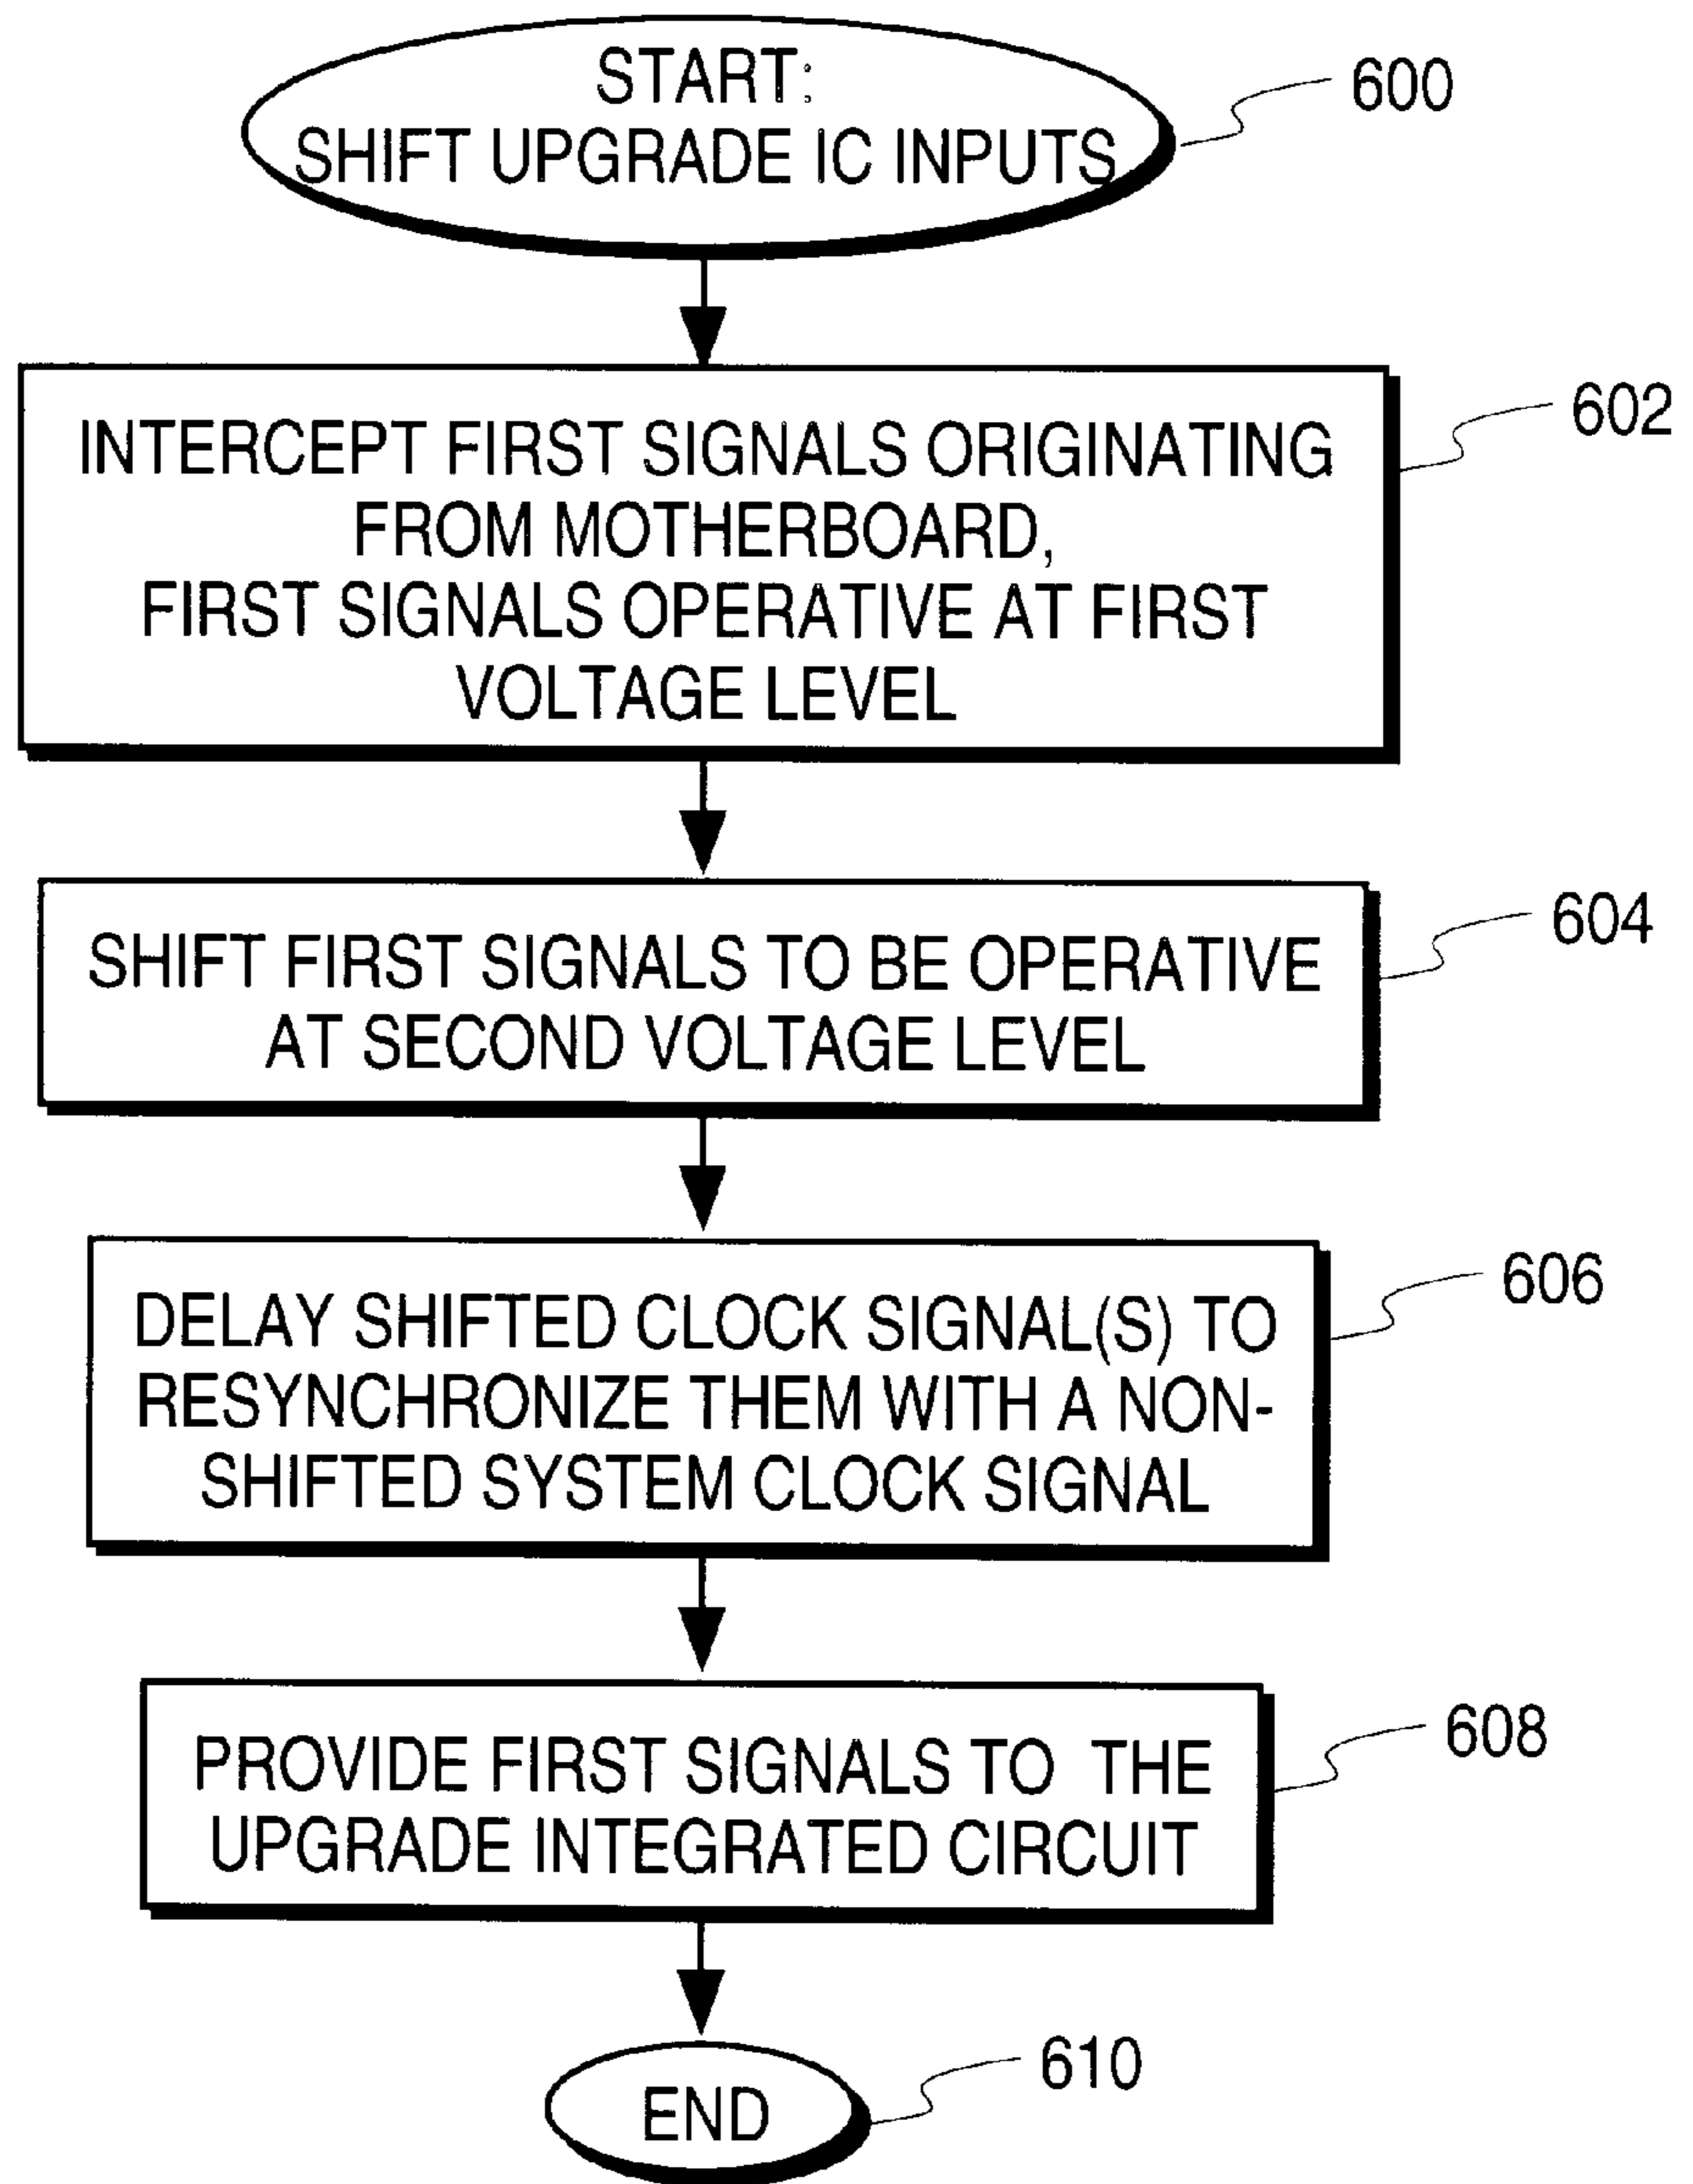 START:
SHIFT UPGRADE IC INPUTS
600
INTERCEPT FIRST SIGNALS ORIGINATING
FROM MOTHERBOARD,
FIRST SIGNALS OPERATIVE AT FIRST
VOLTAGE LEVEL
602
SHIFT FIRST SIGNALS TO BE OPERATIVE
AT SECOND VOLTAGE LEVEL
604
DELAY SHIFTED CLOCK SIGNAL(S) TO
RESYNCHRONIZE THEM WITH A NON-
SHIFTED SYSTEM CLOCK SIGNAL
606
PROVIDE FIRST SIGNALS TO THE
UPGRADE INTEGRATED CIRCUIT
608
END
610